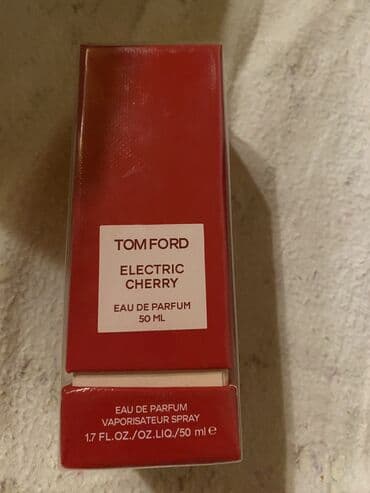 TOM FORD
ELECTRIC
CHERRY
EAU DE PARFUM
50 ML
EAU DE PARFUM
VAPORISATEUR SPRAY
1.7 FL.OZ./OZ.LIQ./50 ml ℮